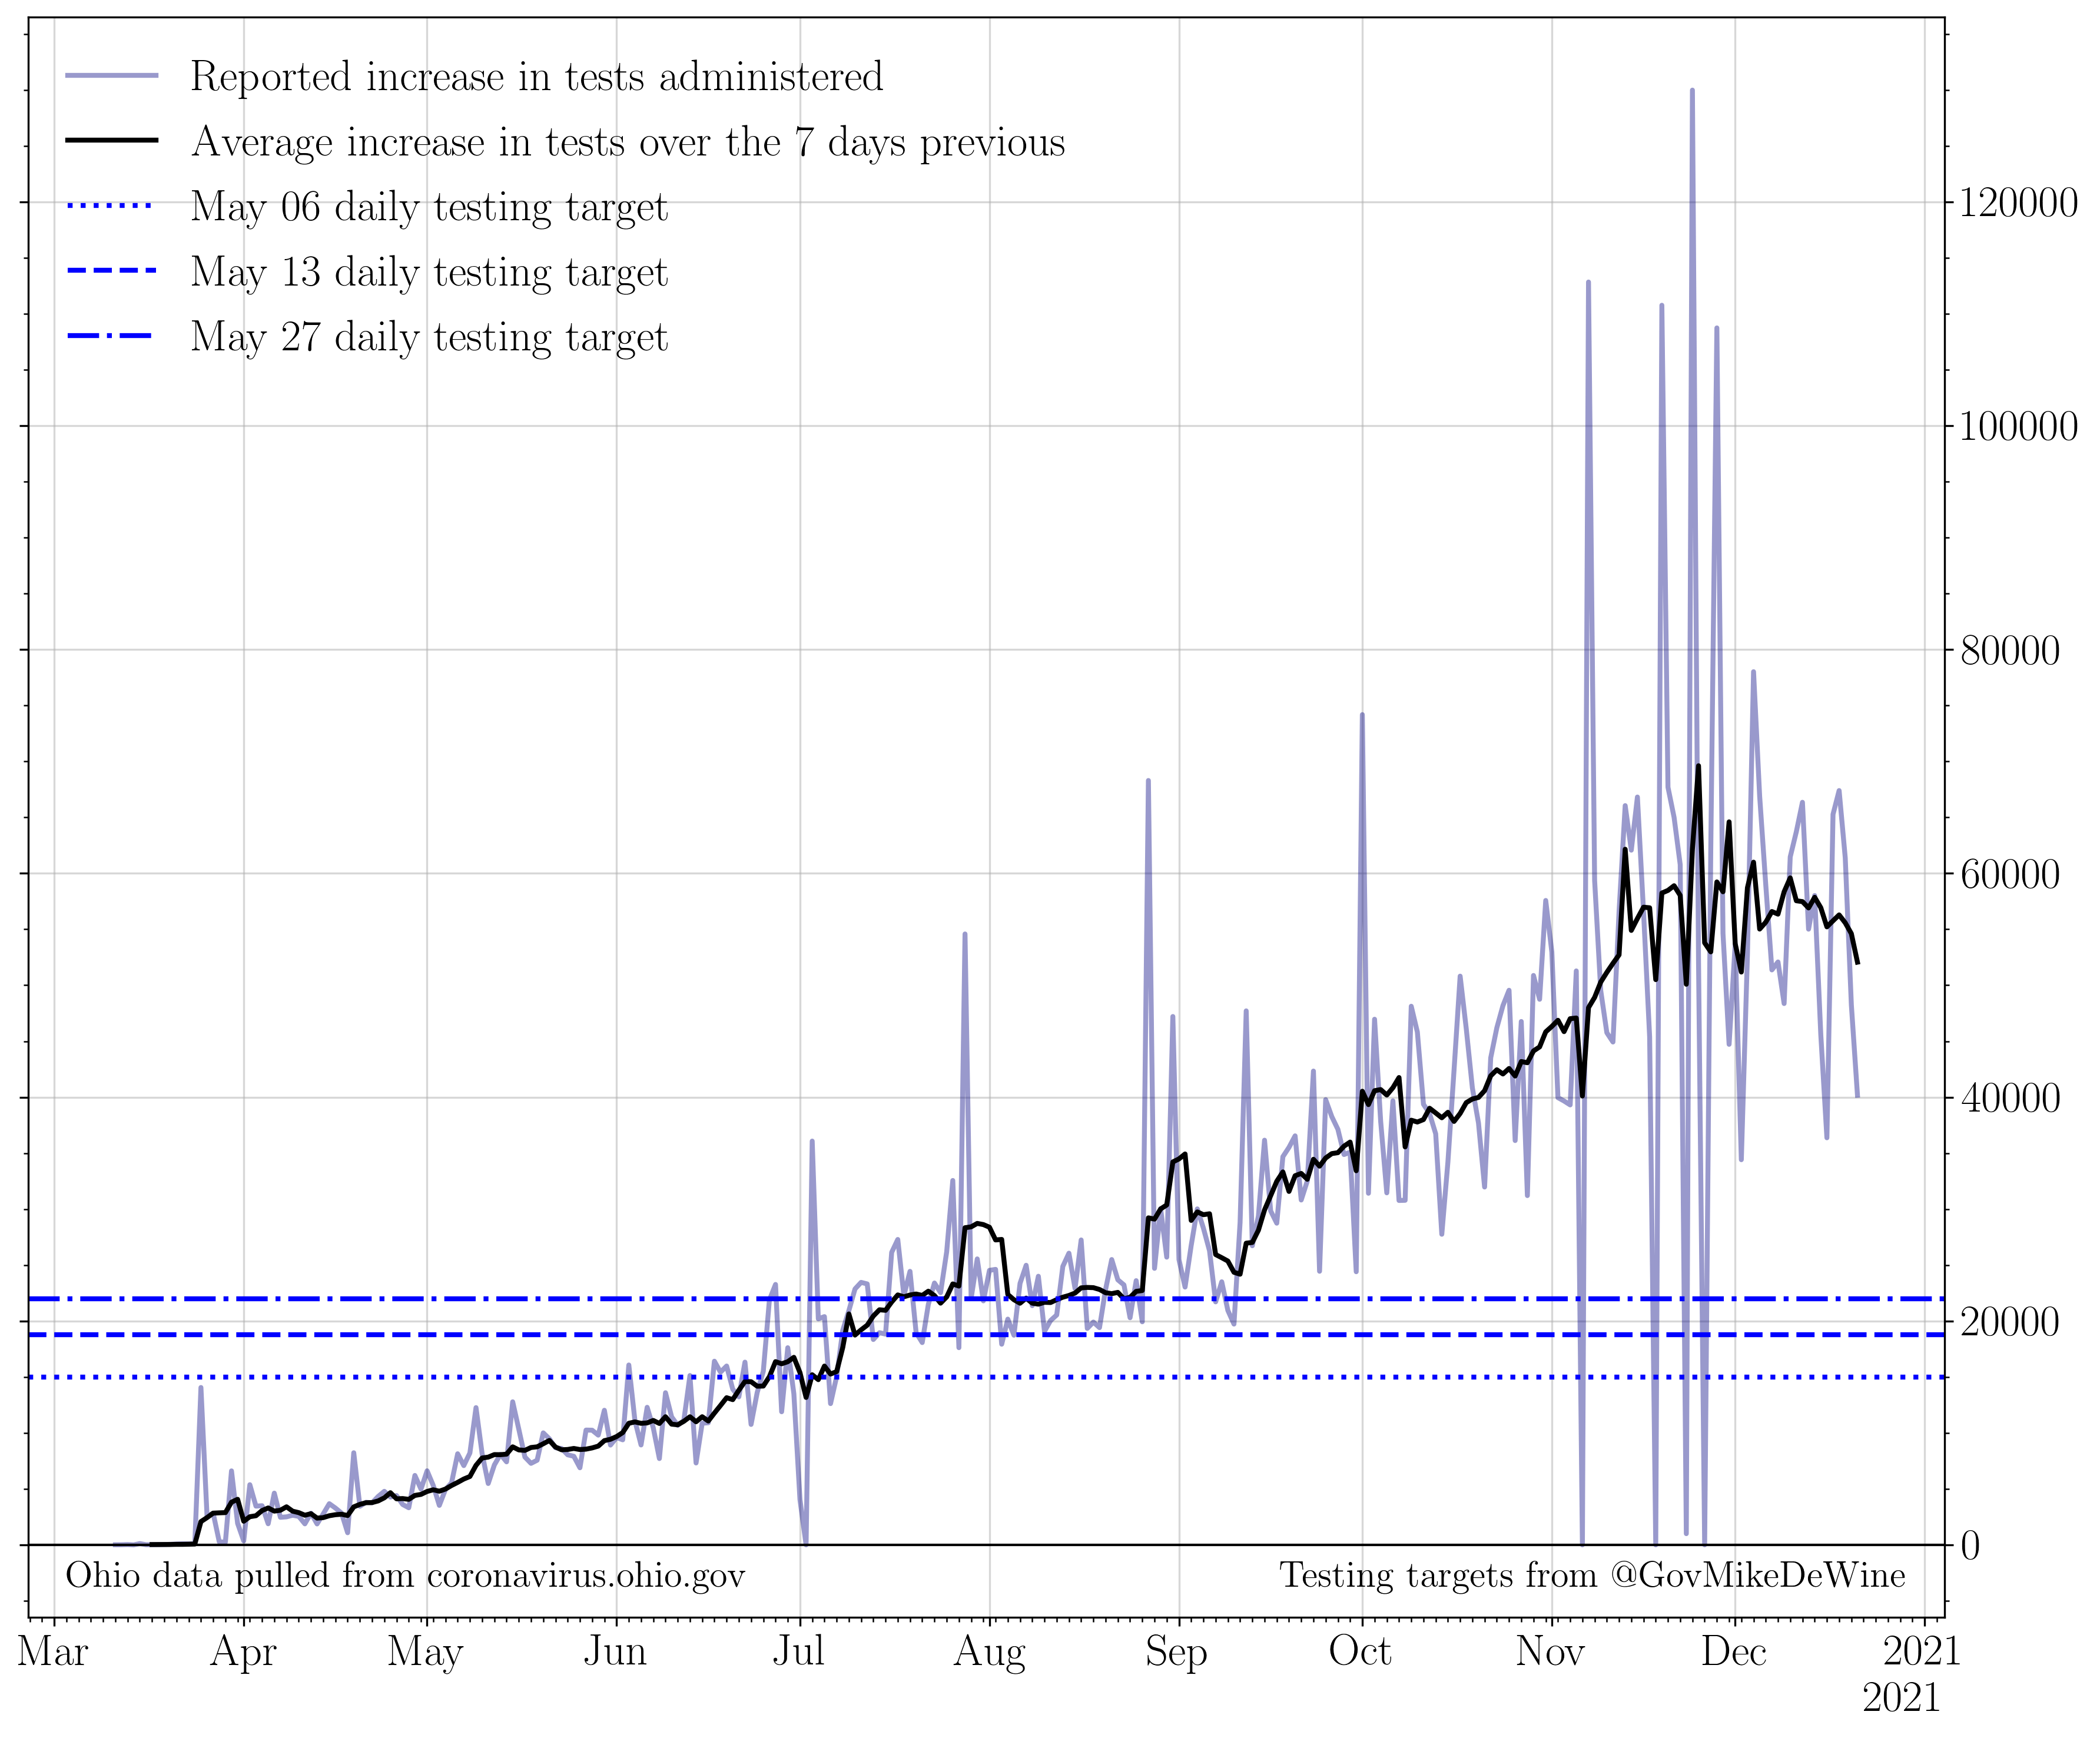 Reported increase in tests administered
Average increase in tests over the 7 days previous
May 06 daily testing target
May 13 daily testing target
May 27 daily testing target
120000
100000
80000
60000
40000
20000
0
Ohio data pulled from coronavirus.ohio.gov
Testing targets from @GovMikeDeWine
Mar Apr May Jun Jul Aug Sep Oct Nov Dec 2021
2021